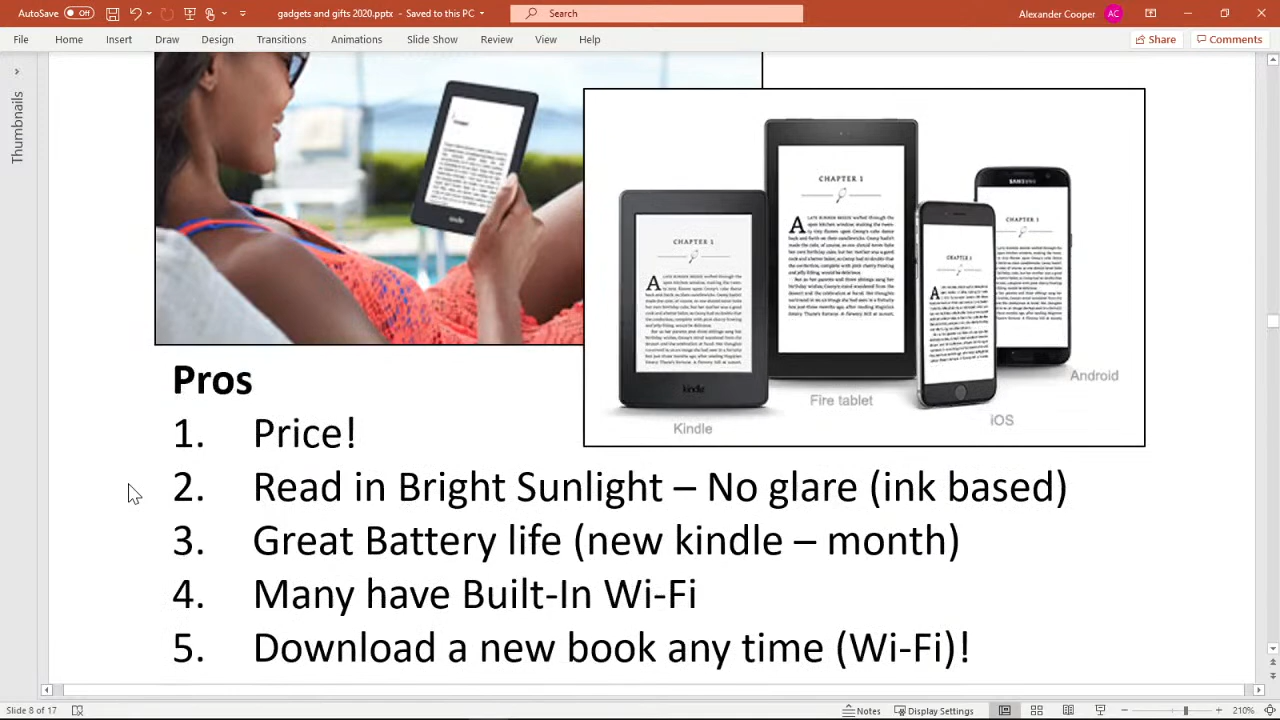 AutoSave Off gadgets and gifts 2020.pptx - Saved to this PC Search Alexander Cooper AC
File Home Insert Draw Design Transitions Animations Slide Show Review View Help Share Comments
Thumbnails
kindle
CHAPTER 1
A
kindle
Kindle
CHAPTER 1
A
Fire tablet
CHAPTER 1
A
iOS
SAMSUNG
CHAPTER 1
Android
Pros
1. Price!
2. Read in Bright Sunlight – No glare (ink based)
3. Great Battery life (new kindle – month)
4. Many have Built-In Wi-Fi
5. Download a new book any time (Wi-Fi)!
Slide 8 of 17 Notes Display Settings 210%